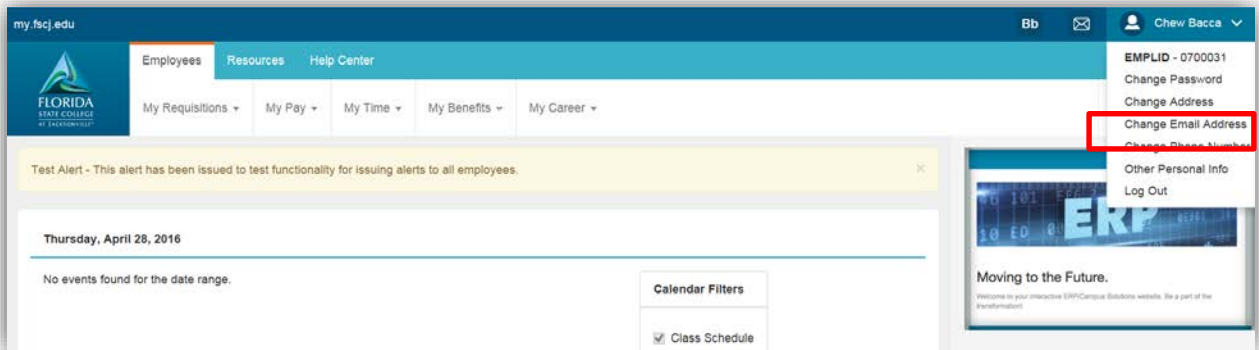 my.fscj.edu
Bb
Chew Bacca
Employees
Resources
Help Center
FLORIDA
STATE COLLEGE
AT JACKSONVILLE
My Requisitions
My Pay
My Time
My Benefits
My Career
EMPLID - 0700031
Change Password
Change Address
Change Email Address
Change Phone Number
Other Personal Info
Log Out
Test Alert - This alert has been issued to test functionality for issuing alerts to all employees.
×
ERP
Thursday, April 28, 2016
No events found for the date range.
Calendar Filters
Class Schedule
Moving to the Future.
Welcome to your interactive ERP/Campus Solutions website. Be a part of the
transformation!